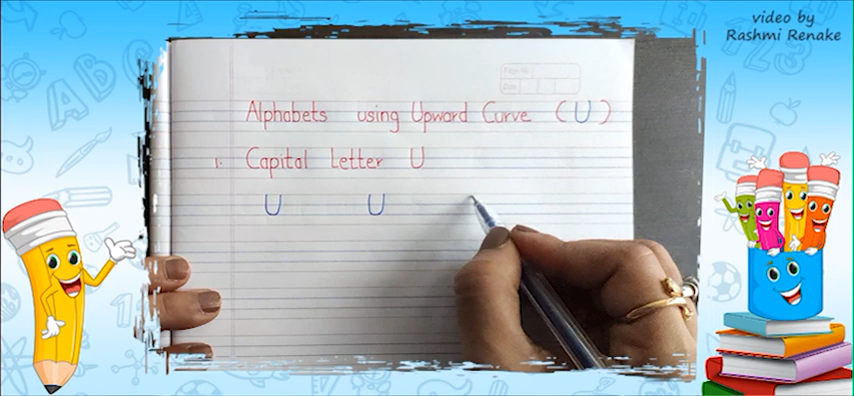 video by
Rashmi Renake
Alphabets using Upward Curve (U)
1. Capital Letter U
U U